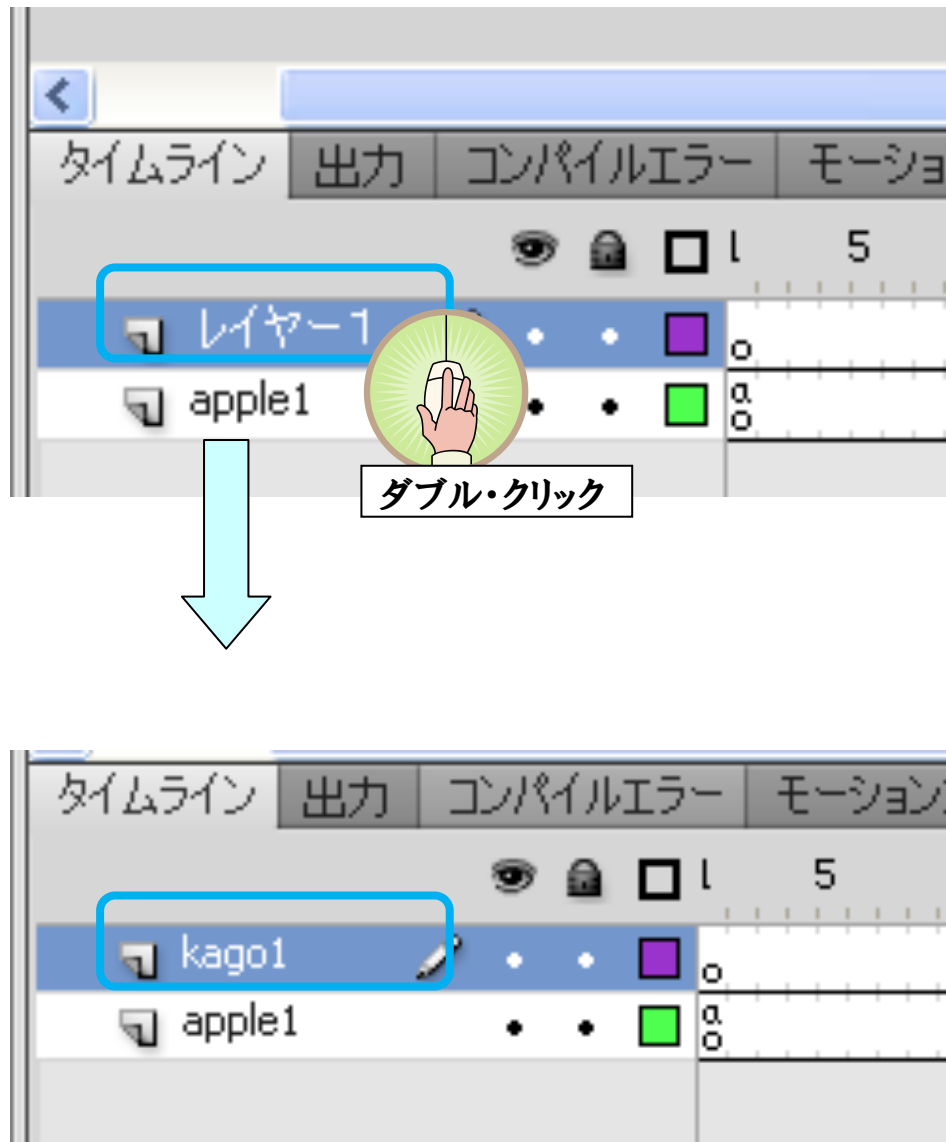 タイムライン 出力 コンパイルエラー モーショ
1 5
レイヤー 1
apple1 a
ダブル・クリック
タイムライン 出力 コンパイルエラー モーション
1 5
kago1
apple1 a